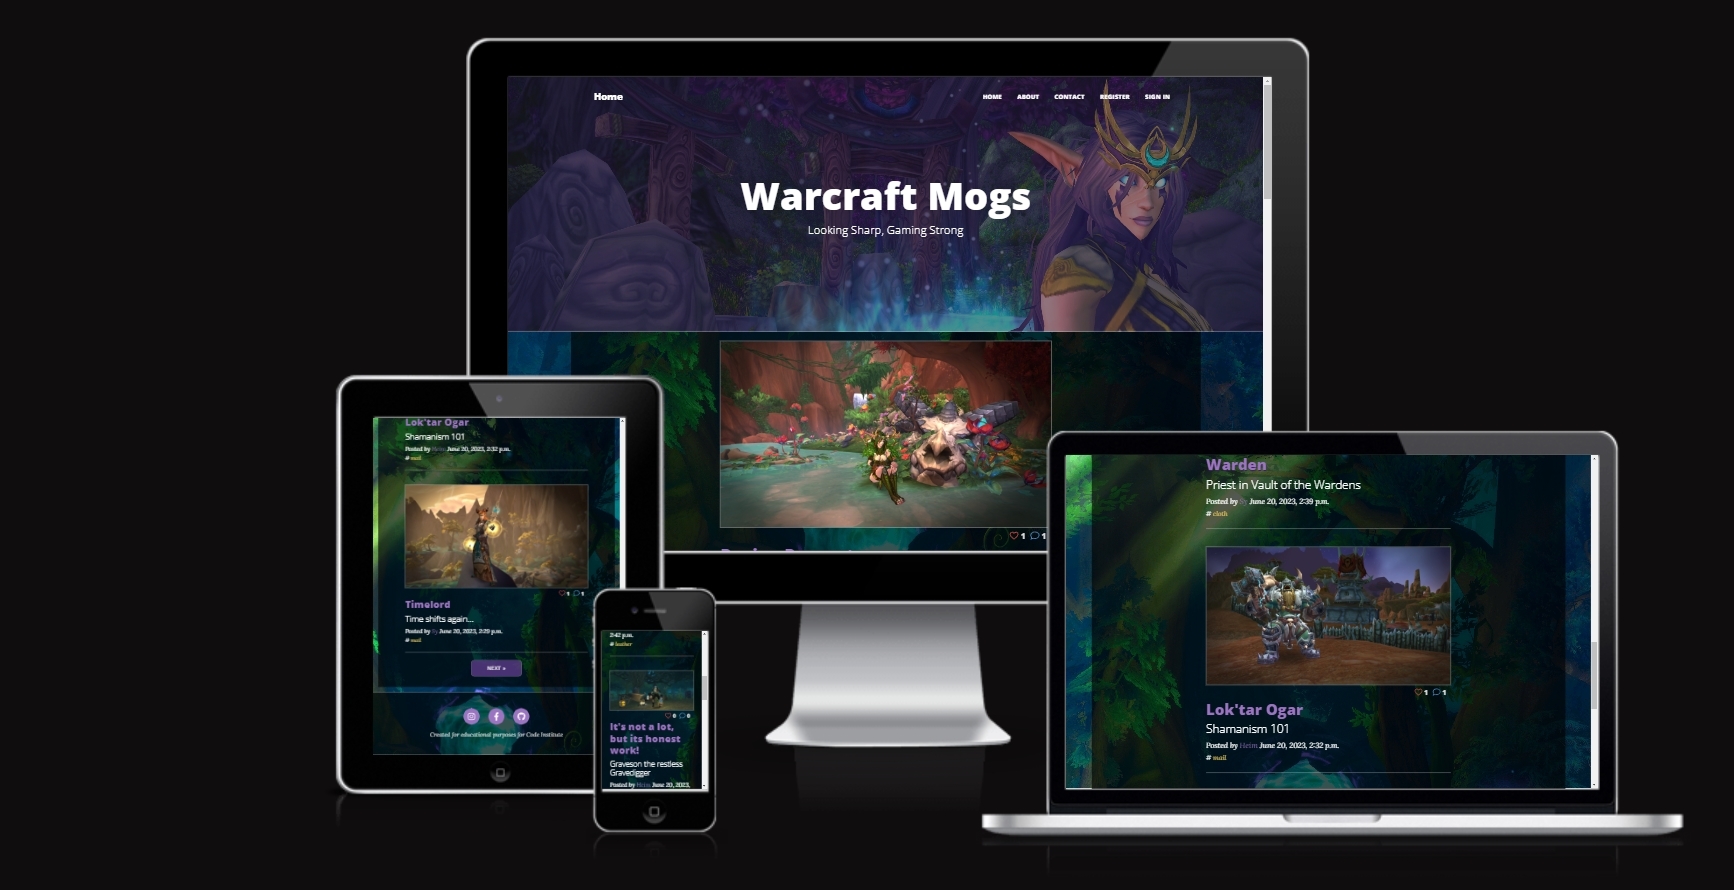 Home
HOME ABOUT CONTACT REGISTER SIGN IN
Warcraft Mogs
Looking Sharp, Gaming Strong
1 1
Lok'tar Ogar
Shamanism 101
Posted by Heim June 20, 2023, 2:32 p.m.
# mail
1 1
Timelord
Time shifts again...
Posted by June 20, 2023, 2:29 p.m.
# mail
NEXT »
Created for educational purposes for Code Institute
2:42 p.m.
# leather
0 0
It's not a lot,
but its honest
work!
Graveson the restless
Gravedigger
Posted by Heim June 20, 2023,
Warden
Priest in Vault of the Wardens
Posted by June 20, 2023, 2:39 p.m.
# cloth
1 1
Lok'tar Ogar
Shamanism 101
Posted by Heim June 20, 2023, 2:32 p.m.
# mail